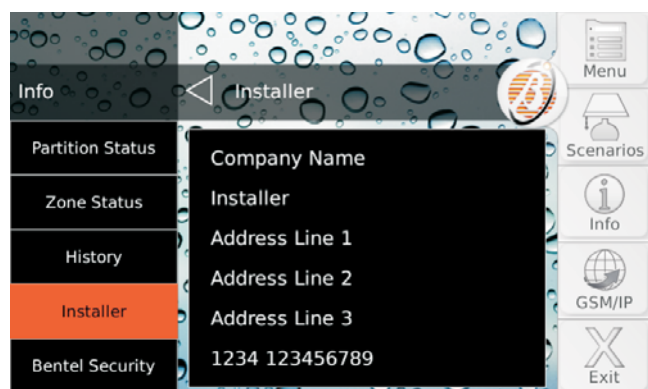 Info
Installer
Partition Status
Zone Status
History
Installer
Bentel Security
Company Name
Installer
Address Line 1
Address Line 2
Address Line 3
1234 123456789
Menu
Scenarios
Info
GSM/IP
Exit